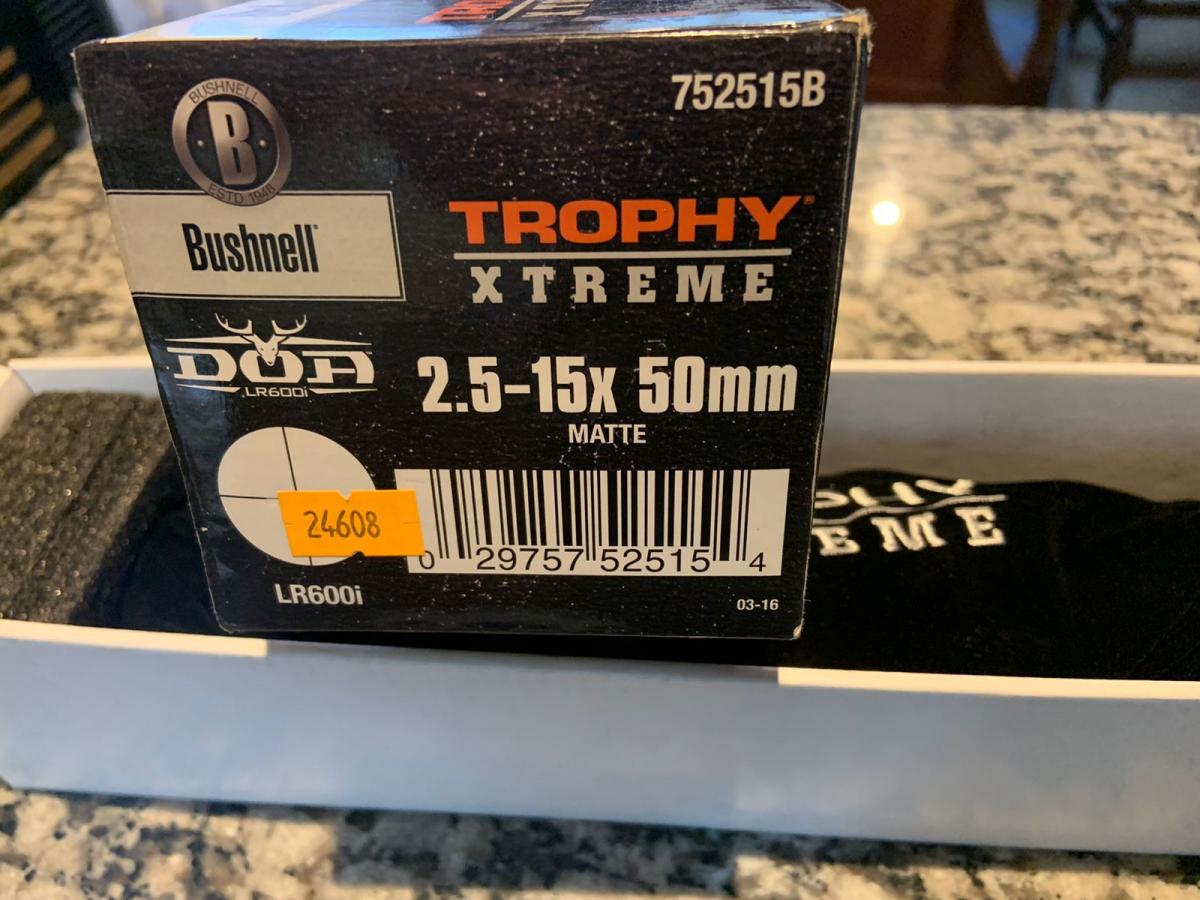 752515B
BUSHNELL
B
ESTD 1948
Bushnell
TROPHY®
XTREME
DOA
LR600i
2.5-15x 50mm
MATTE
24608
0 29757 52515 4
LR600i
03-16
EME